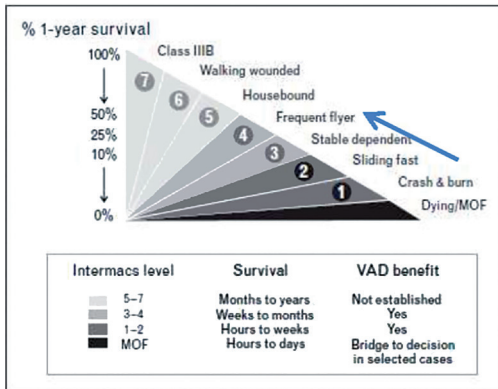 % 1-year survival
100%
Class IIIB
7
Walking wounded
6
Housebound
5
50%
Frequent flyer
4
25%
Stable dependent
3
10%
Sliding fast
2
Crash & burn
1
Dying/MOF
0%
Intermacs level Survival VAD benefit
5–7 Months to years Not established
3–4 Weeks to months Yes
1–2 Hours to weeks Yes
MOF Hours to days Bridge to decision
in selected cases